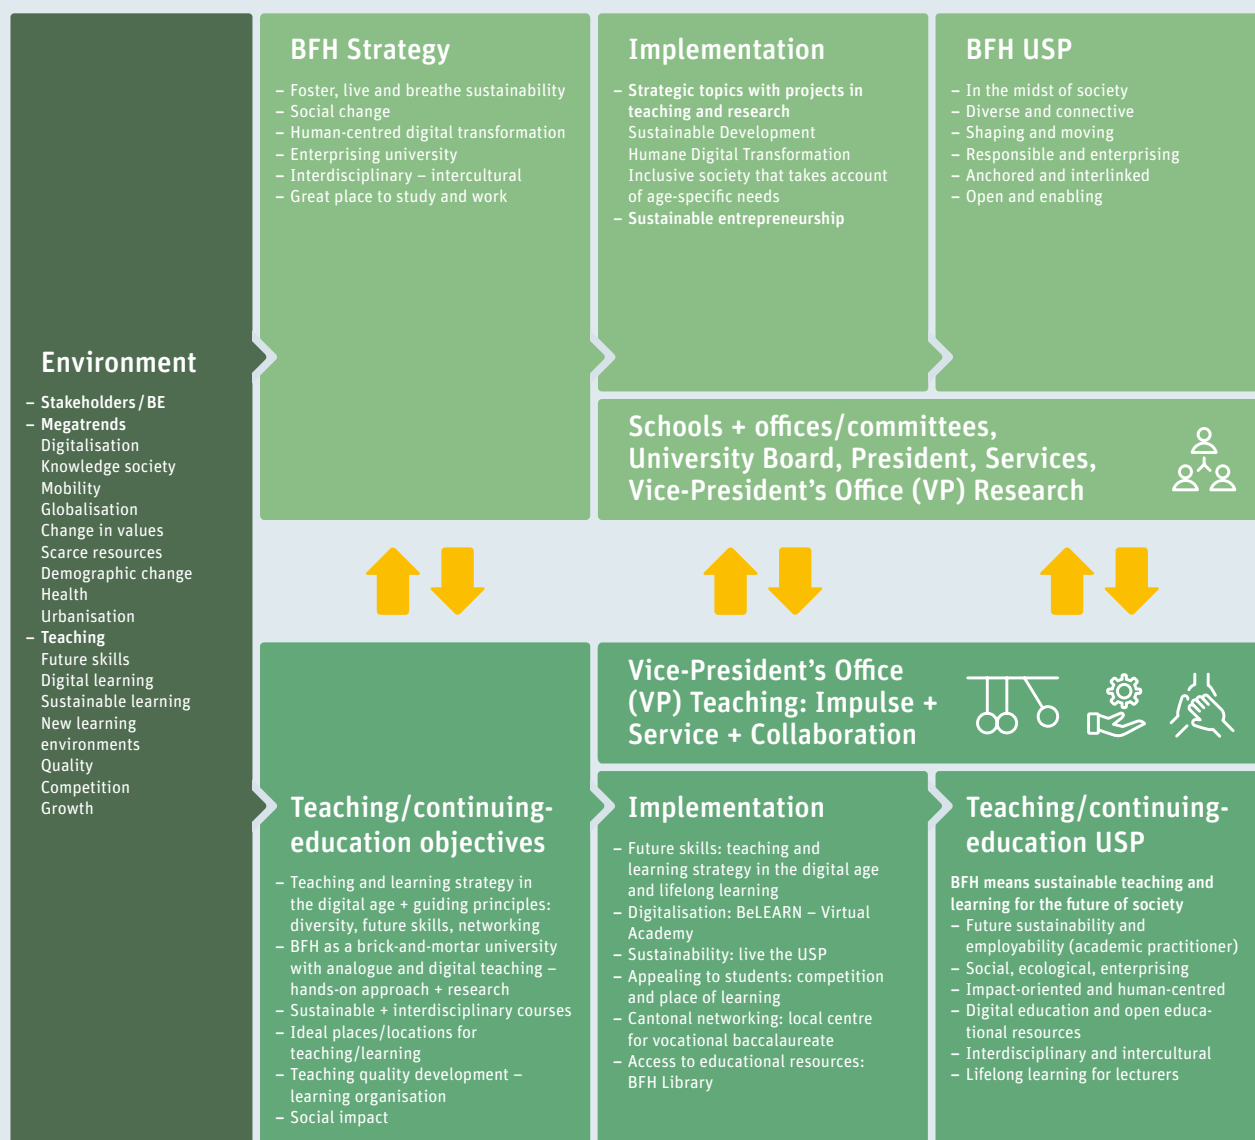 Environment
– Stakeholders / BE
– Megatrends
Digitalisation
Knowledge society
Mobility
Globalisation
Change in values
Scarce resources
Demographic change
Health
Urbanisation
– Teaching
Future skills
Digital learning
Sustainable learning
New learning
environments
Quality
Competition
Growth
BFH Strategy
– Foster, live and breathe sustainability
– Social change
– Human-centred digital transformation
– Enterprising university
– Interdisciplinary – intercultural
– Great place to study and work
Implementation
– Strategic topics with projects in
teaching and research
Sustainable Development
Humane Digital Transformation
Inclusive society that takes account
of age-specific needs
– Sustainable entrepreneurship
BFH USP
– In the midst of society
– Diverse and connective
– Shaping and moving
– Responsible and enterprising
– Anchored and interlinked
– Open and enabling
Schools + offices/committees,
University Board, President, Services,
Vice-President’s Office (VP) Research
Vice-President’s Office
(VP) Teaching: Impulse +
Service + Collaboration
Teaching/continuing-
education objectives
– Teaching and learning strategy in
the digital age + guiding principles:
diversity, future skills, networking
– BFH as a brick-and-mortar university
with analogue and digital teaching –
hands-on approach + research
– Sustainable + interdisciplinary courses
– Ideal places/locations for
teaching/learning
– Teaching quality development –
learning organisation
– Social impact
Implementation
– Future skills: teaching and
learning strategy in the digital age
and lifelong learning
– Digitalisation: BeLEARN – Virtual
Academy
– Sustainability: live the USP
– Appealing to students: competition
and place of learning
– Cantonal networking: local centre
for vocational baccalaureate
– Access to educational resources:
BFH Library
Teaching/continuing-
education USP
BFH means sustainable teaching and
learning for the future of society
– Future sustainability and
employability (academic practitioner)
– Social, ecological, enterprising
– Impact-oriented and human-centred
– Digital education and open educa-
tional resources
– Interdisciplinary and intercultural
– Lifelong learning for lecturers